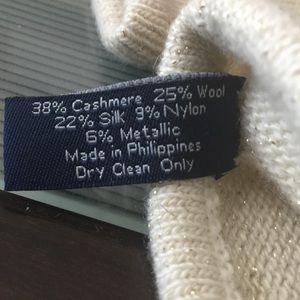 38% Cashmere 25% Wool
22% Silk 9% Nylon
6% Metallic
Made in Philippines
Dry Clean Only